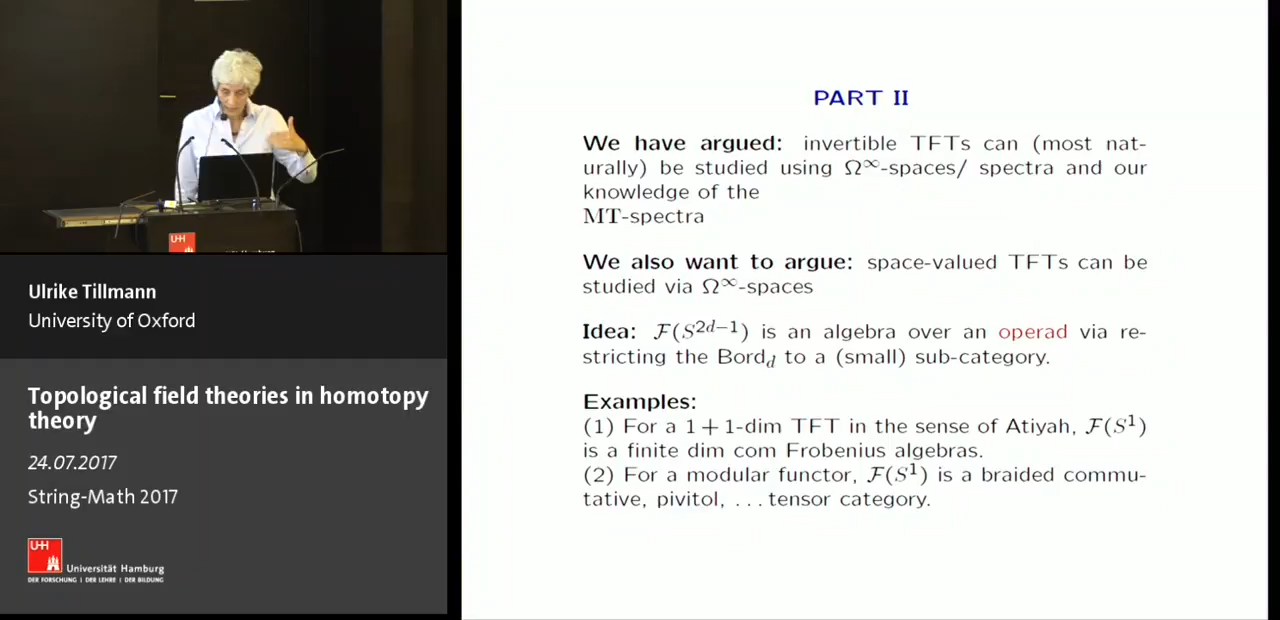 PART II
We have argued: invertible TFTs can (most nat-
urally) be studied using Ω∞-spaces/ spectra and our
knowledge of the
MT-spectra
We also want to argue: space-valued TFTs can be
studied via Ω∞-spaces
Idea: F(S^{2d−1}) is an algebra over an operad via re-
stricting the Bord_d to a (small) sub-category.
Examples:
(1) For a 1 + 1-dim TFT in the sense of Atiyah, F(S^1)
is a finite dim com Frobenius algebras.
(2) For a modular functor, F(S^1) is a braided commu-
tative, pivitol, ... tensor category.
UH
Ulrike Tillmann
University of Oxford
Topological field theories in homotopy
theory
24.07.2017
String-Math 2017
UH
Universität Hamburg
DER FORSCHUNG | DER LEHRE | DER BILDUNG